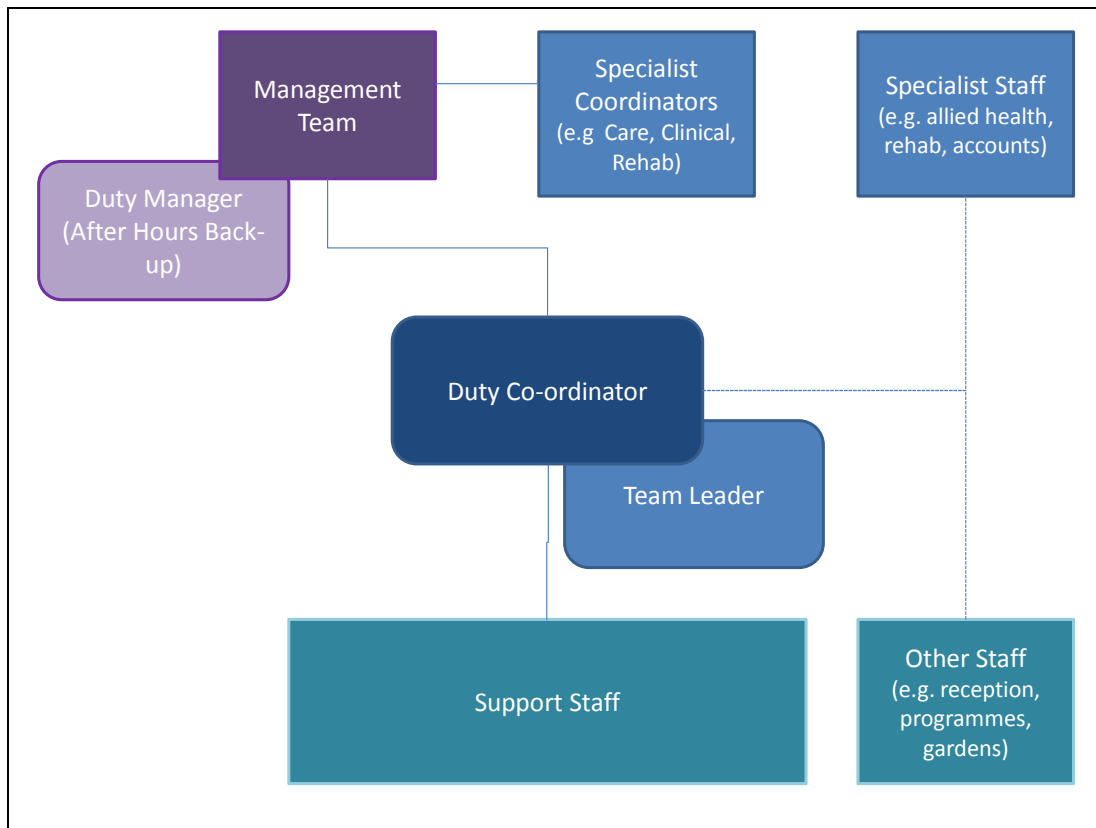 Management
Team
Specialist
Coordinators
(e.g Care, Clinical,
Rehab)
Specialist Staff
(e.g. allied health,
rehab, accounts)
Duty Manager
(After Hours Back-
up)
Duty Co-ordinator
Team Leader
Support Staff
Other Staff
(e.g. reception,
programmes,
gardens)